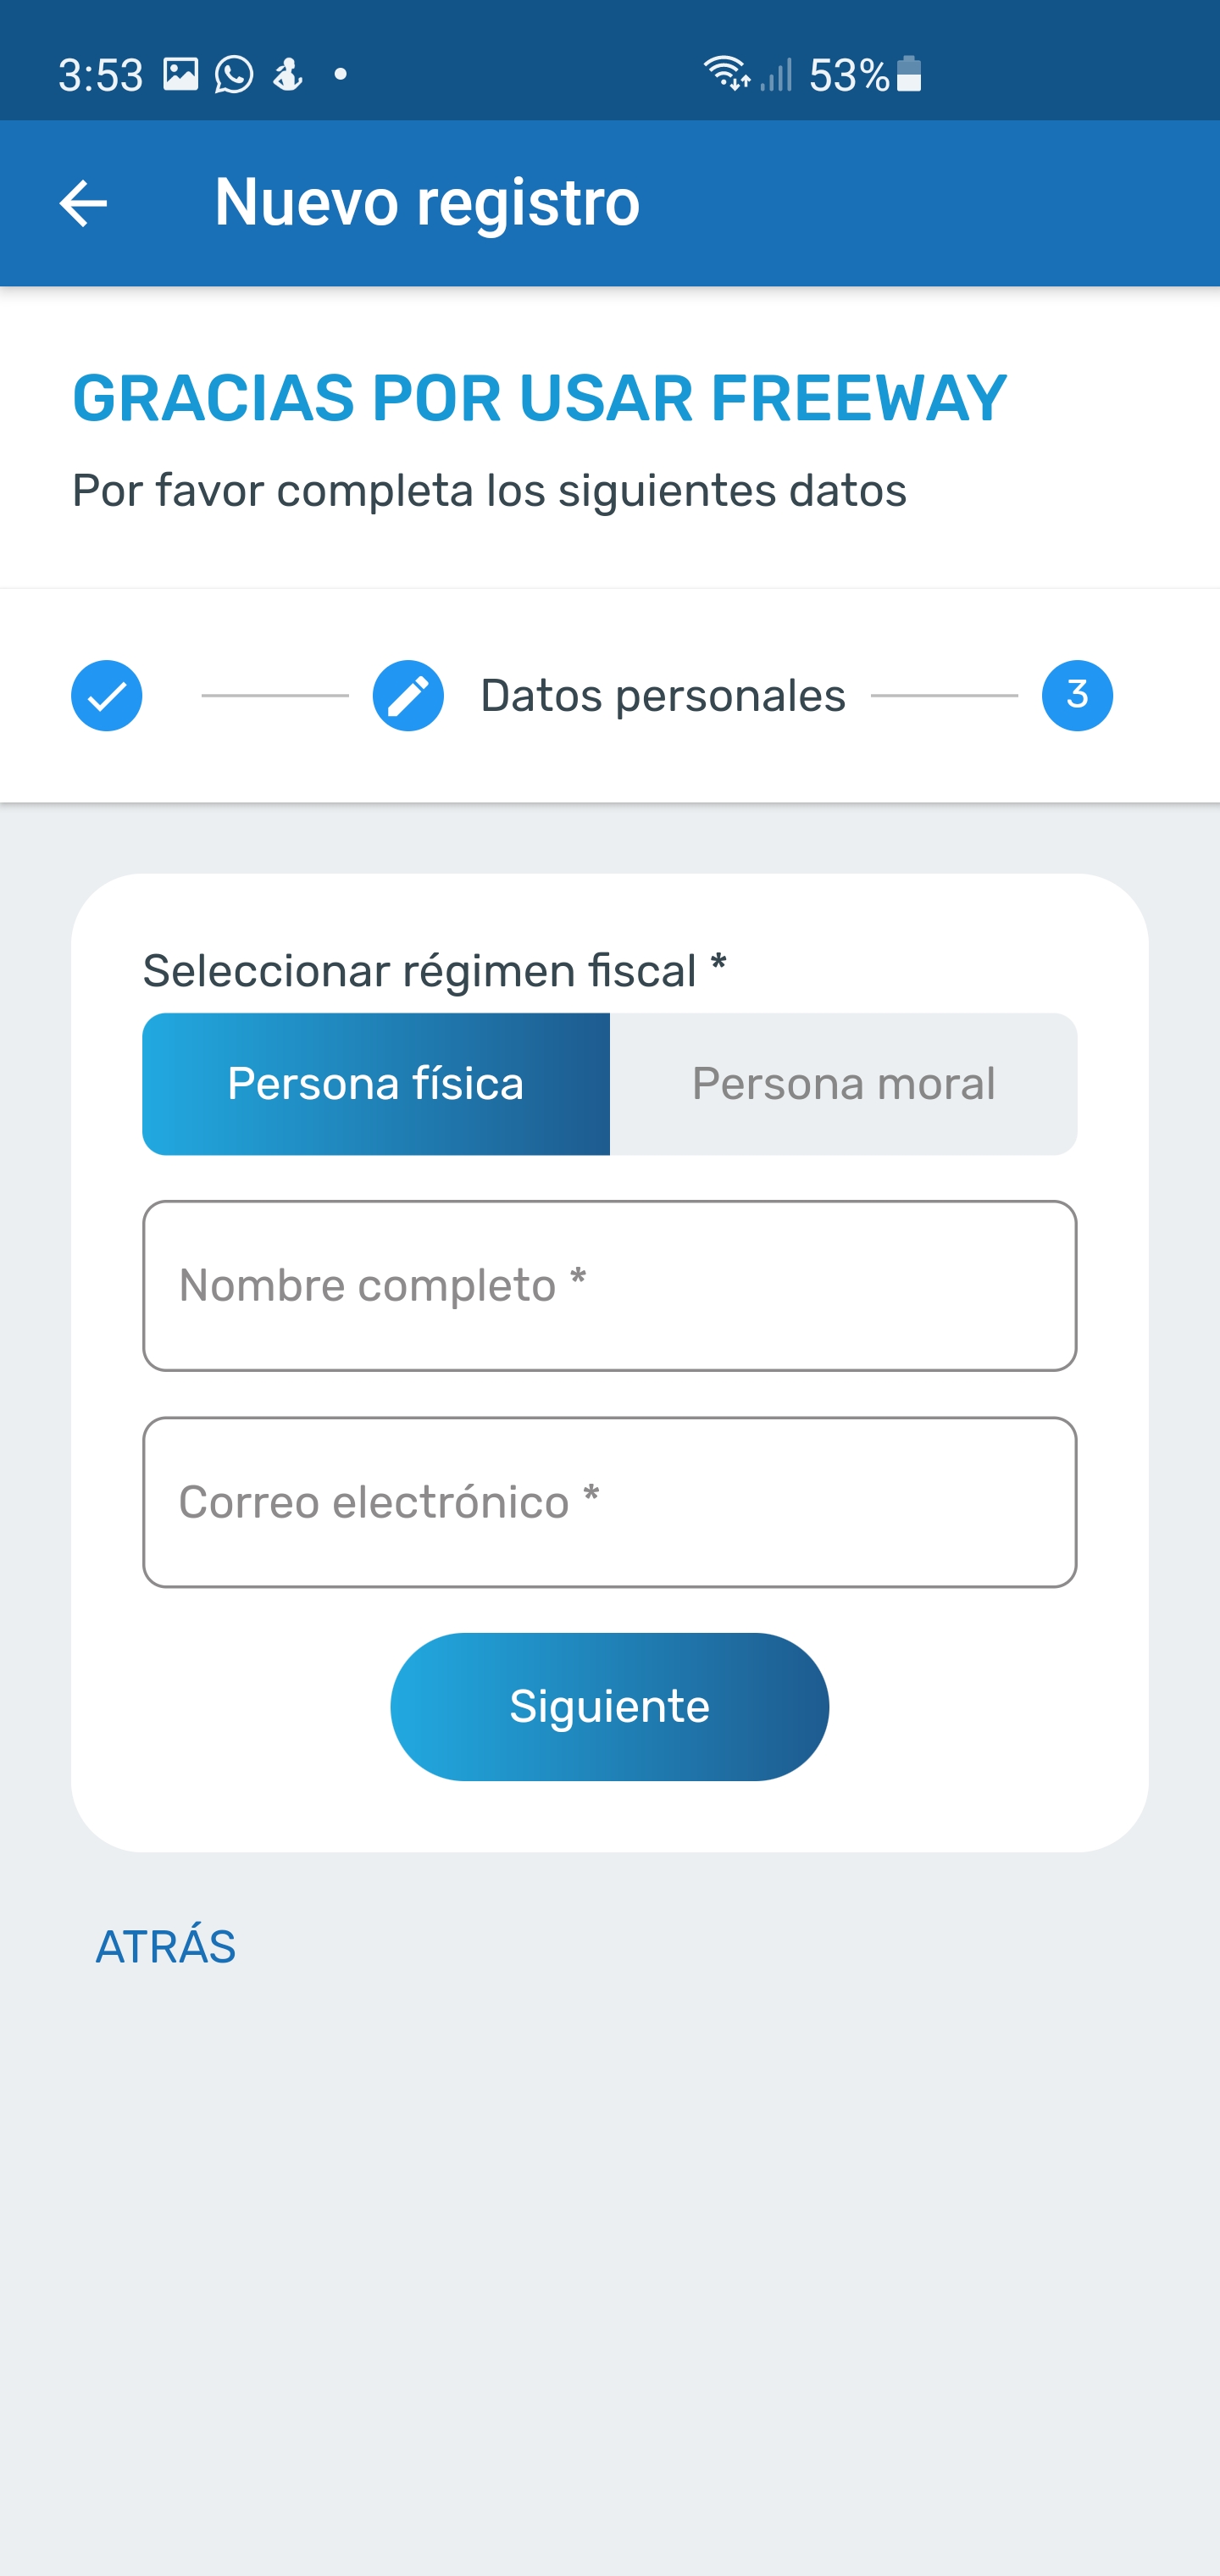 3:53
53%
Nuevo registro
GRACIAS POR USAR FREEWAY
Por favor completa los siguientes datos
Datos personales
3
Seleccionar régimen fiscal *
Persona física
Persona moral
Nombre completo *
Correo electrónico *
Siguiente
ATRÁS